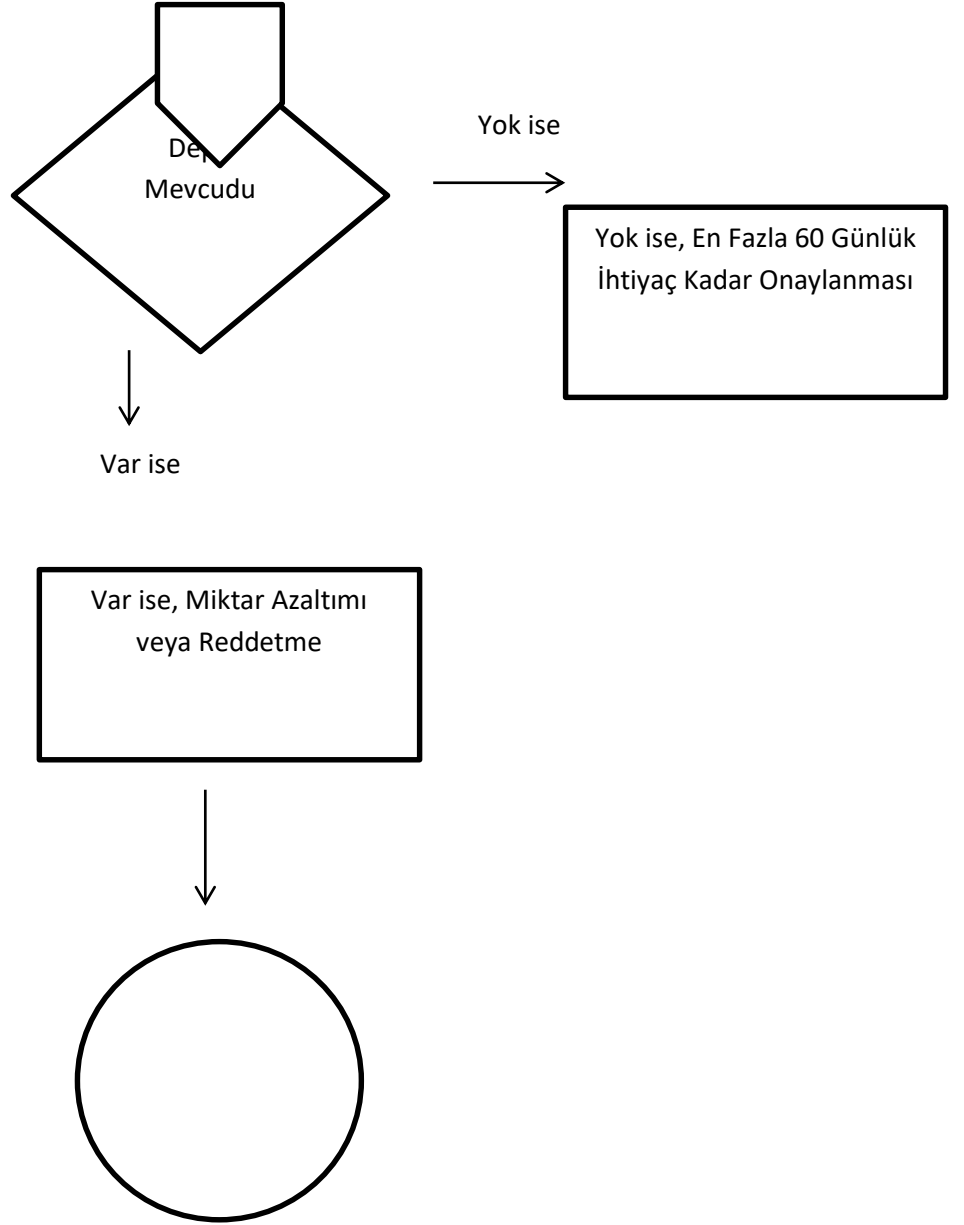 Mevcudu
Yok ise
Yok ise, En Fazla 60 Günlük
İhtiyaç Kadar Onaylanması
Var ise
Var ise, Miktar Azaltımı
veya Reddetme